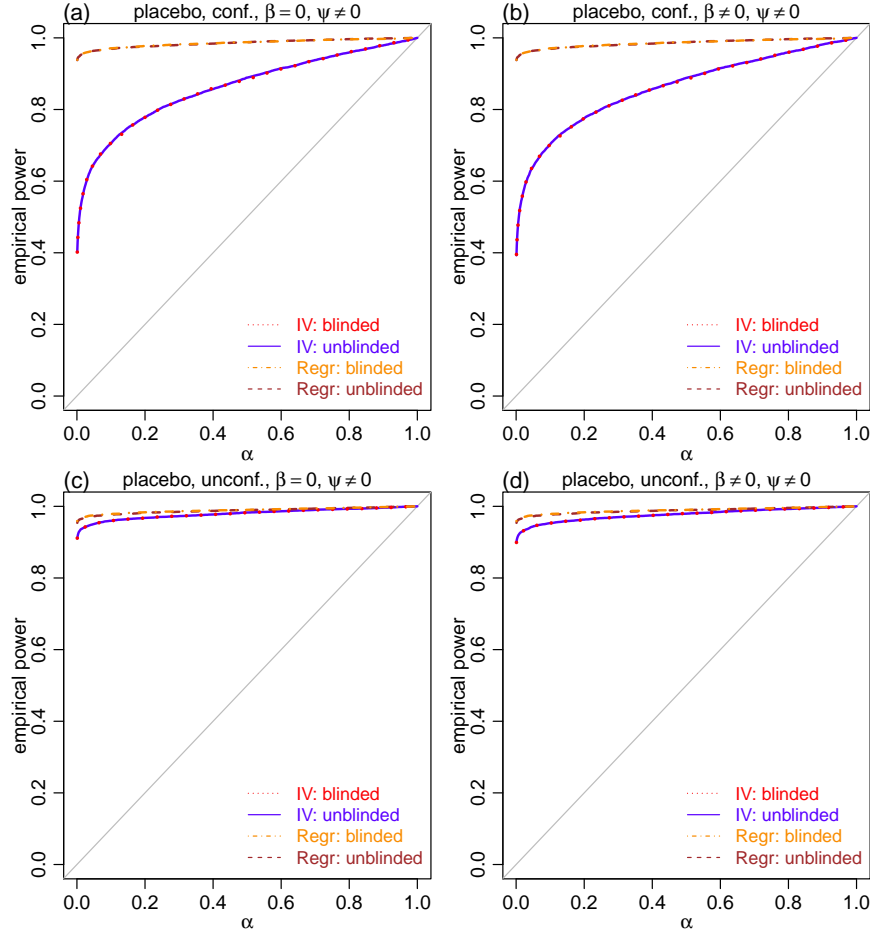 (a) placebo, conf., β = 0, ψ ≠ 0
empirical power
0.0 0.2 0.4 0.6 0.8 1.0
IV: blinded
IV: unblinded
Regr: blinded
Regr: unblinded
0.0 0.2 0.4 0.6 0.8 1.0
α
(b) placebo, conf., β ≠ 0, ψ ≠ 0
empirical power
0.0 0.2 0.4 0.6 0.8 1.0
IV: blinded
IV: unblinded
Regr: blinded
Regr: unblinded
0.0 0.2 0.4 0.6 0.8 1.0
α
(c) placebo, unconf., β = 0, ψ ≠ 0
empirical power
0.0 0.2 0.4 0.6 0.8 1.0
IV: blinded
IV: unblinded
Regr: blinded
Regr: unblinded
0.0 0.2 0.4 0.6 0.8 1.0
α
(d) placebo, unconf., β ≠ 0, ψ ≠ 0
empirical power
0.0 0.2 0.4 0.6 0.8 1.0
IV: blinded
IV: unblinded
Regr: blinded
Regr: unblinded
0.0 0.2 0.4 0.6 0.8 1.0
α